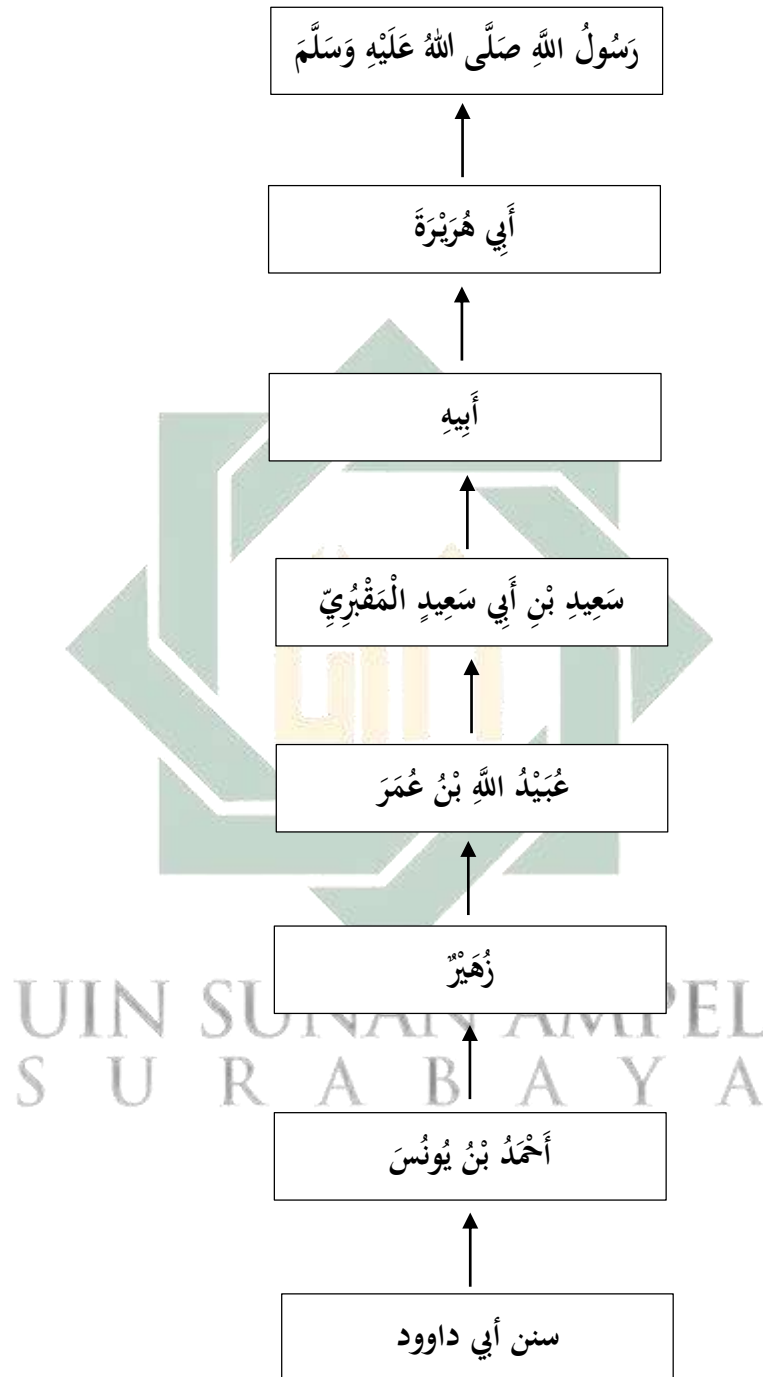 رَسُولُ اللَّهِ صَلَّى اللهُ عَلَيْهِ وَسَلَّمَ
أَبِي هُرَيْرَةَ
أَبِيهِ
سَعِيدِ بْنِ أَبِي سَعِيدٍ الْمَقْبُرِيِّ
عُبَيْدُ اللَّهِ بْنُ عُمَرَ
زُهَيْرٌ
UIN SUNAN AMPEL
S U R A B A Y A
أَحْمَدُ بْنُ يُونُسَ
سنن أبي داوود